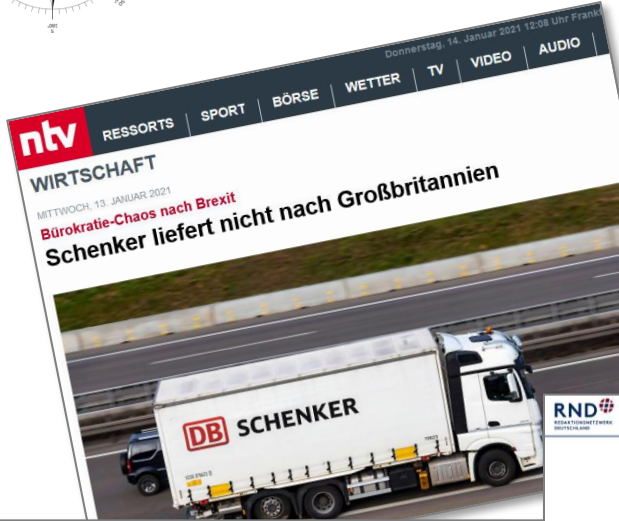 Donnerstag, 14. Januar 2021 12:08 Uhr Frankf
ntv RESSORTS SPORT BÖRSE WETTER TV VIDEO AUDIO
WIRTSCHAFT
MITTWOCH, 13. JANUAR 2021
Bürokratie-Chaos nach Brexit
Schenker liefert nicht nach Großbritannien
DB SCHENKER
RND
REDAKTIONSNETZWERK
DEUTSCHLAND